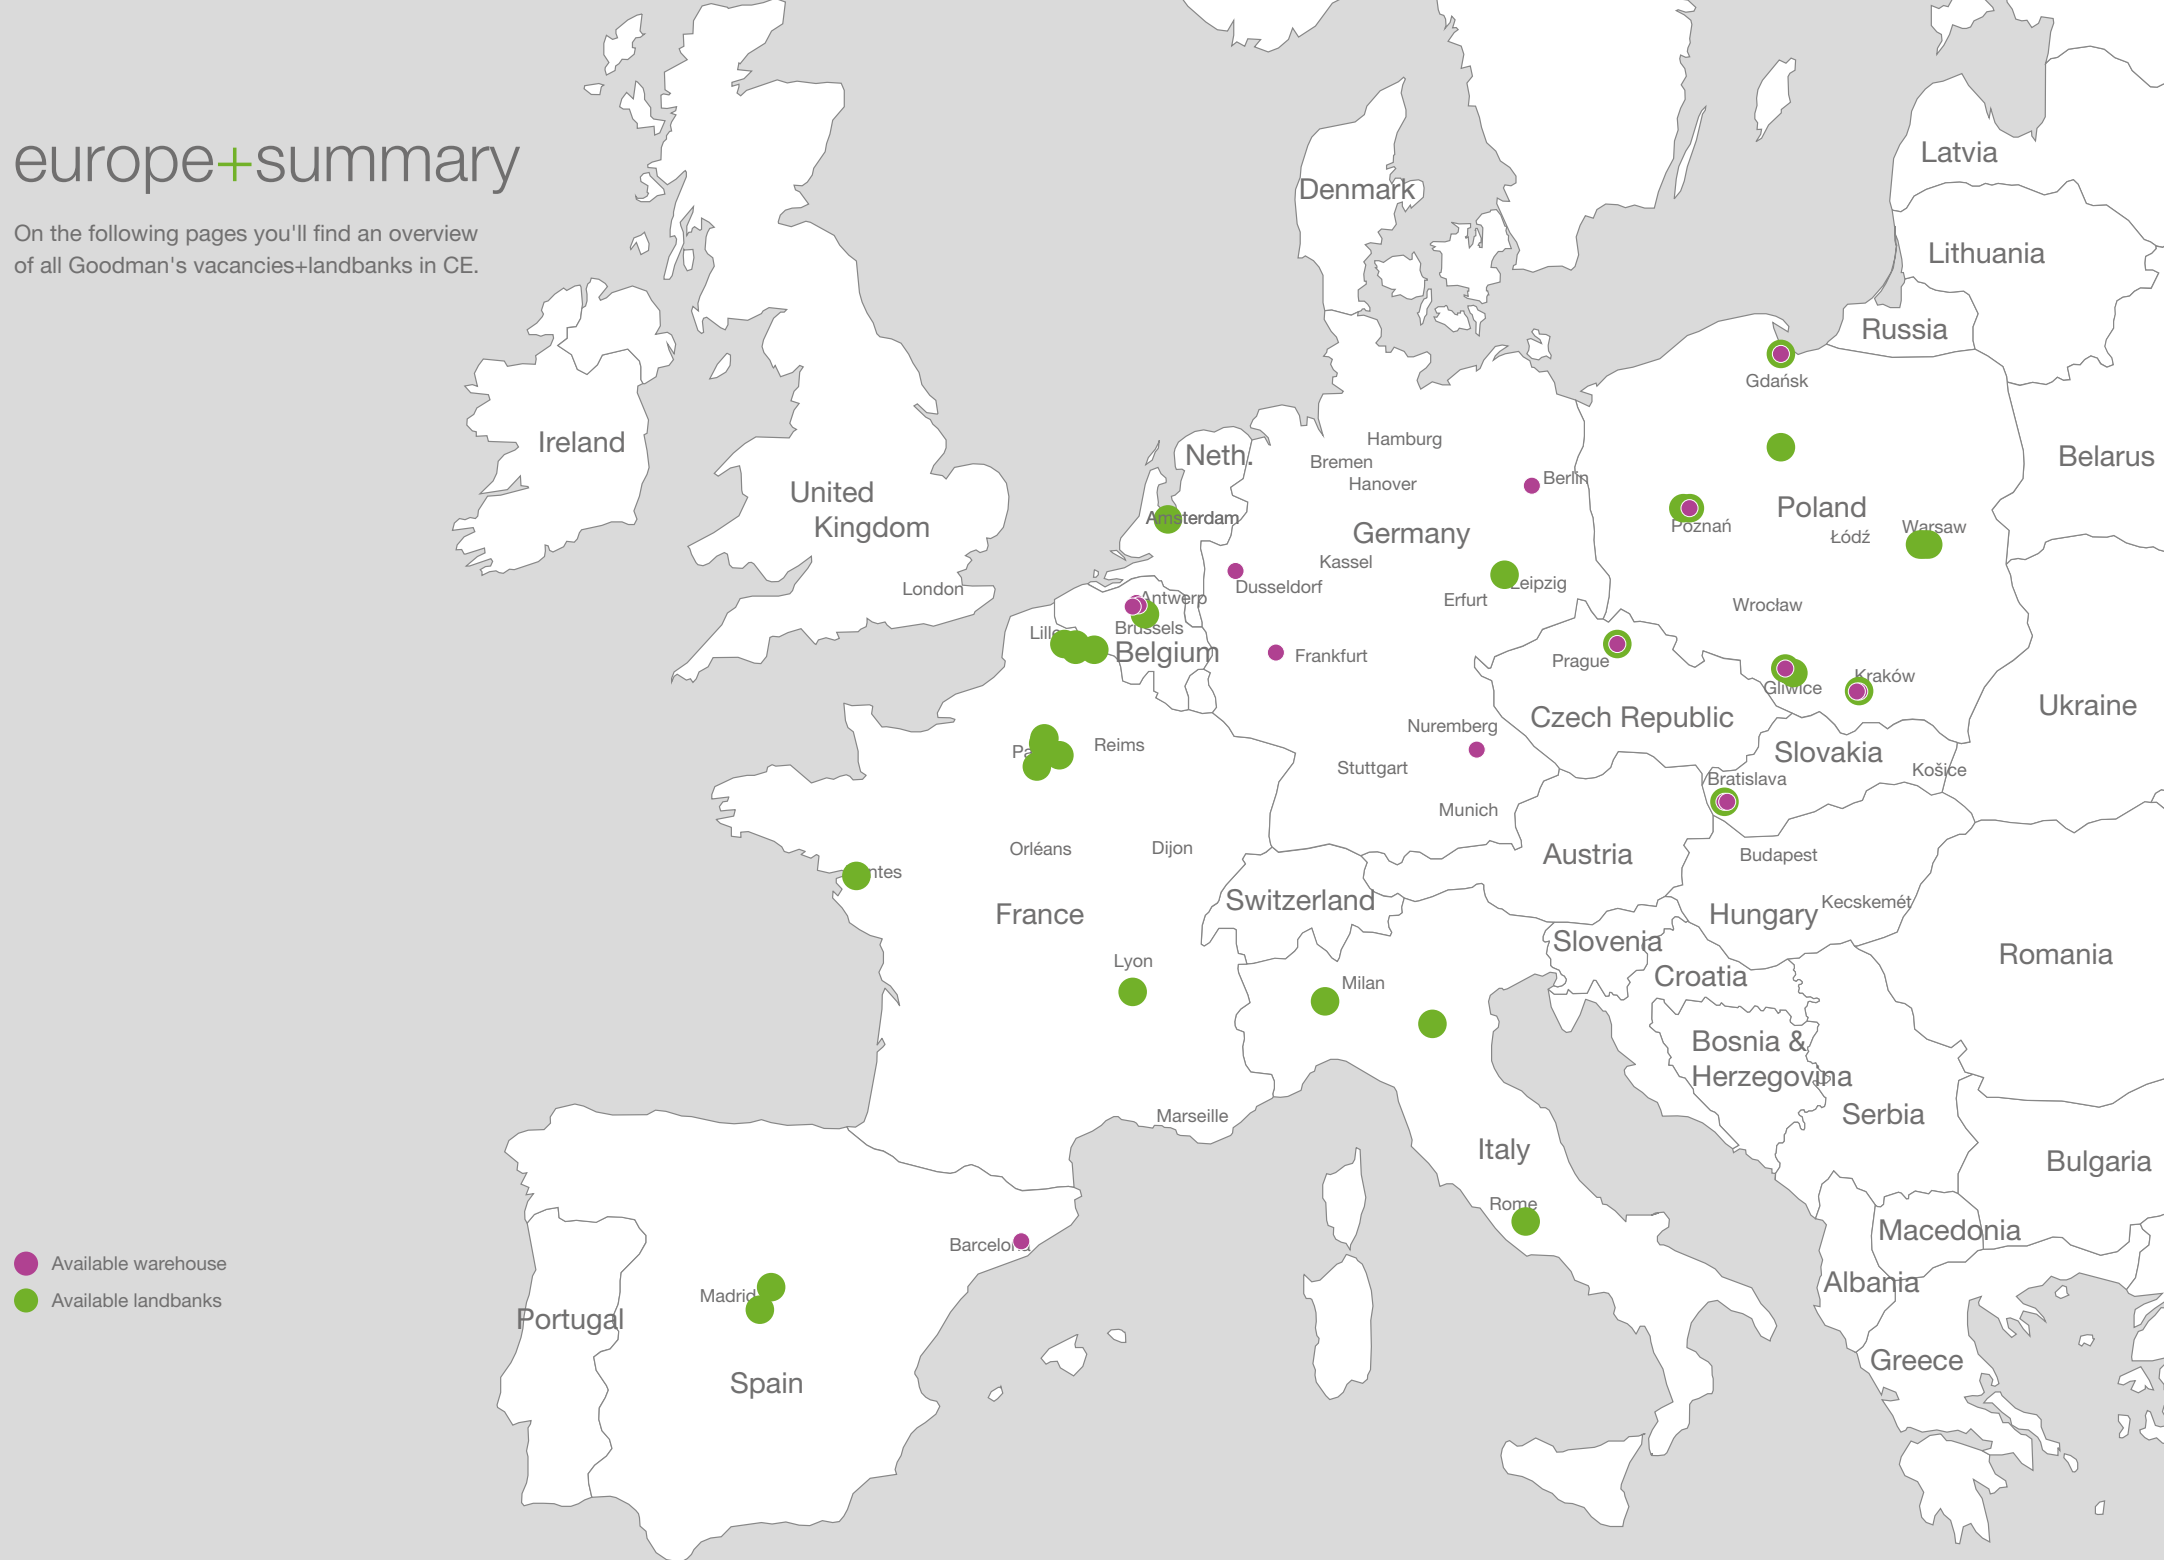 europe+summary
On the following pages you'll find an overview
of all Goodman's vacancies+landbanks in CE.
Latvia
Denmark
Lithuania
Russia
Gdańsk
Ireland
Hamburg
Neth.
Bremen
Belarus
Hanover
Berlin
United
Kingdom
Poland
Amsterdam
Poznań
Warsaw
Germany
Łódź
Kassel
London
Dusseldorf
Leipzig
Antwerp
Erfurt
Wrocław
Lille
Brussels
Belgium
Frankfurt
Prague
Kraków
Gliwice
Ukraine
Nuremberg
Czech Republic
Reims
Slovakia
Stuttgart
Košice
Bratislava
Munich
Orléans
Dijon
Austria
Budapest
Switzerland
Kecskemét
France
Hungary
Slovenia
Romania
Lyon
Croatia
Milan
Bosnia &
Herzegovina
Serbia
Marseille
Italy
Bulgaria
Rome
Macedonia
Barcelona
Available warehouse
Albania
Madrid
Available landbanks
Portugal
Greece
Spain